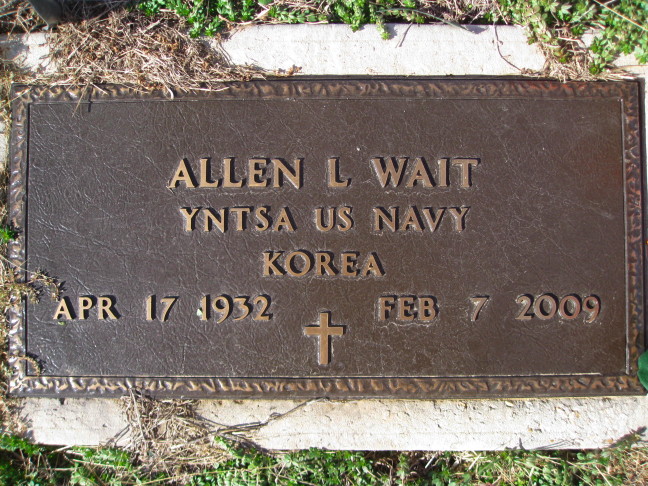 ALLEN L WAIT
YNTSA US NAVY
KOREA
APR 17 1932 FEB 7 2009